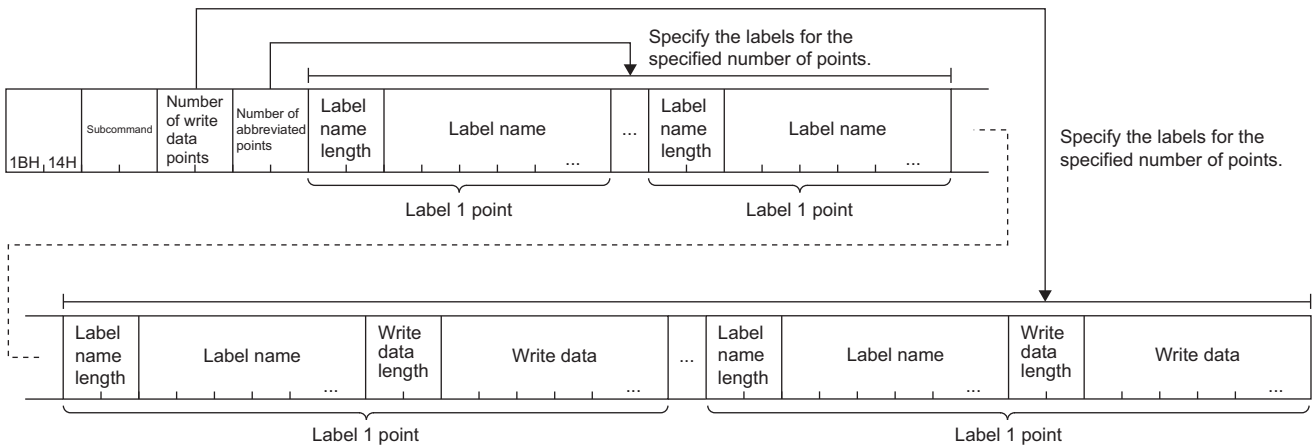 Specify the labels for the
specified number of points.
1BH 14H
Subcommand
Number
of write
data
points
Number of
abbreviated
points
Label
name
length
Label name
...
...
Label
name
length
Label name
...
Label 1 point
Label 1 point
Specify the labels for the
specified number of points.
Label
name
length
Label name
...
Write
data
length
Write data
...
...
Label
name
length
Label name
...
Write
data
length
Write data
...
Label 1 point
Label 1 point